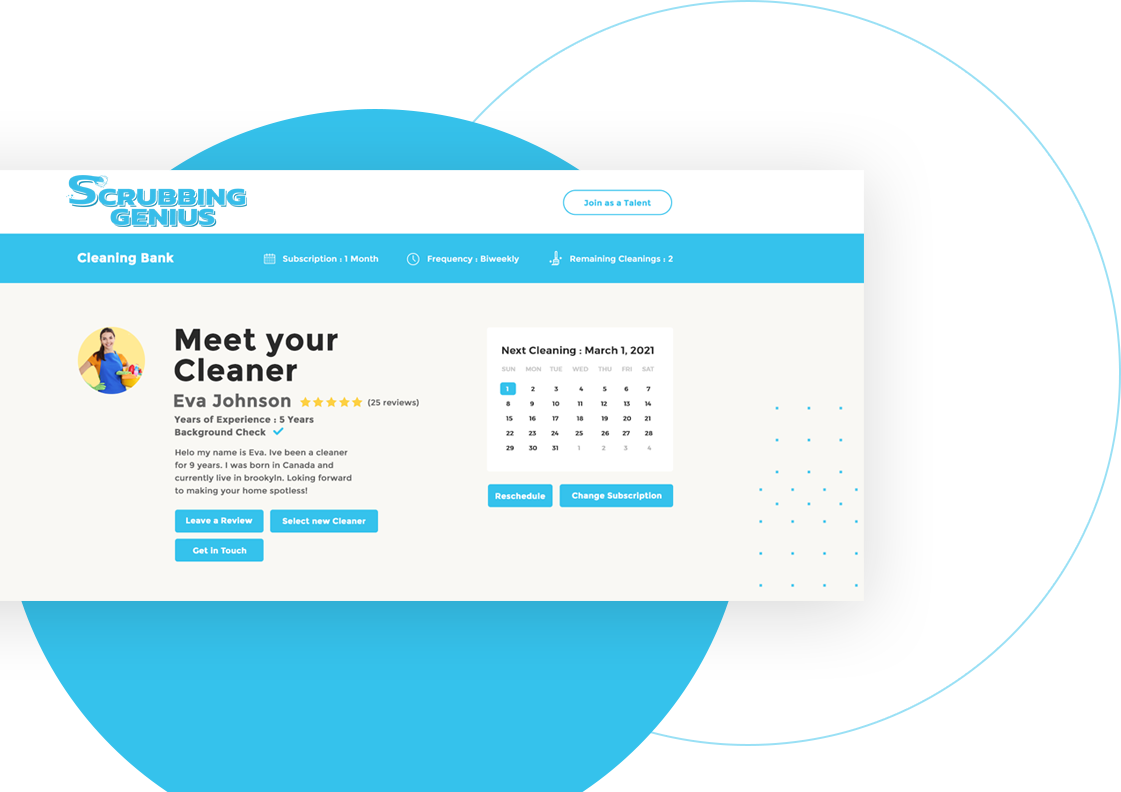 SCRUBBING
GENIUS
Join as a Talent
Cleaning Bank
Subscription : 1 Month
Frequency : Biweekly
Remaining Cleanings : 2
Meet your
Cleaner
Eva Johnson
(25 reviews)
Years of Experience : 5 Years
Background Check
Helo my name is Eva. Ive been a cleaner
for 9 years. I was born in Canada and
currently live in brookyln. Loking forward
to making your home spotless!
Leave a Review
Select new Cleaner
Get in Touch
Next Cleaning : March 1, 2021
SUN MON TUE WED THU FRI SAT
1 2 3 4 5 6 7
8 9 10 11 12 13 14
15 16 17 18 19 20 21
22 23 24 25 26 27 28
29 30 31 1 2 3 4
Reschedule
Change Subscription